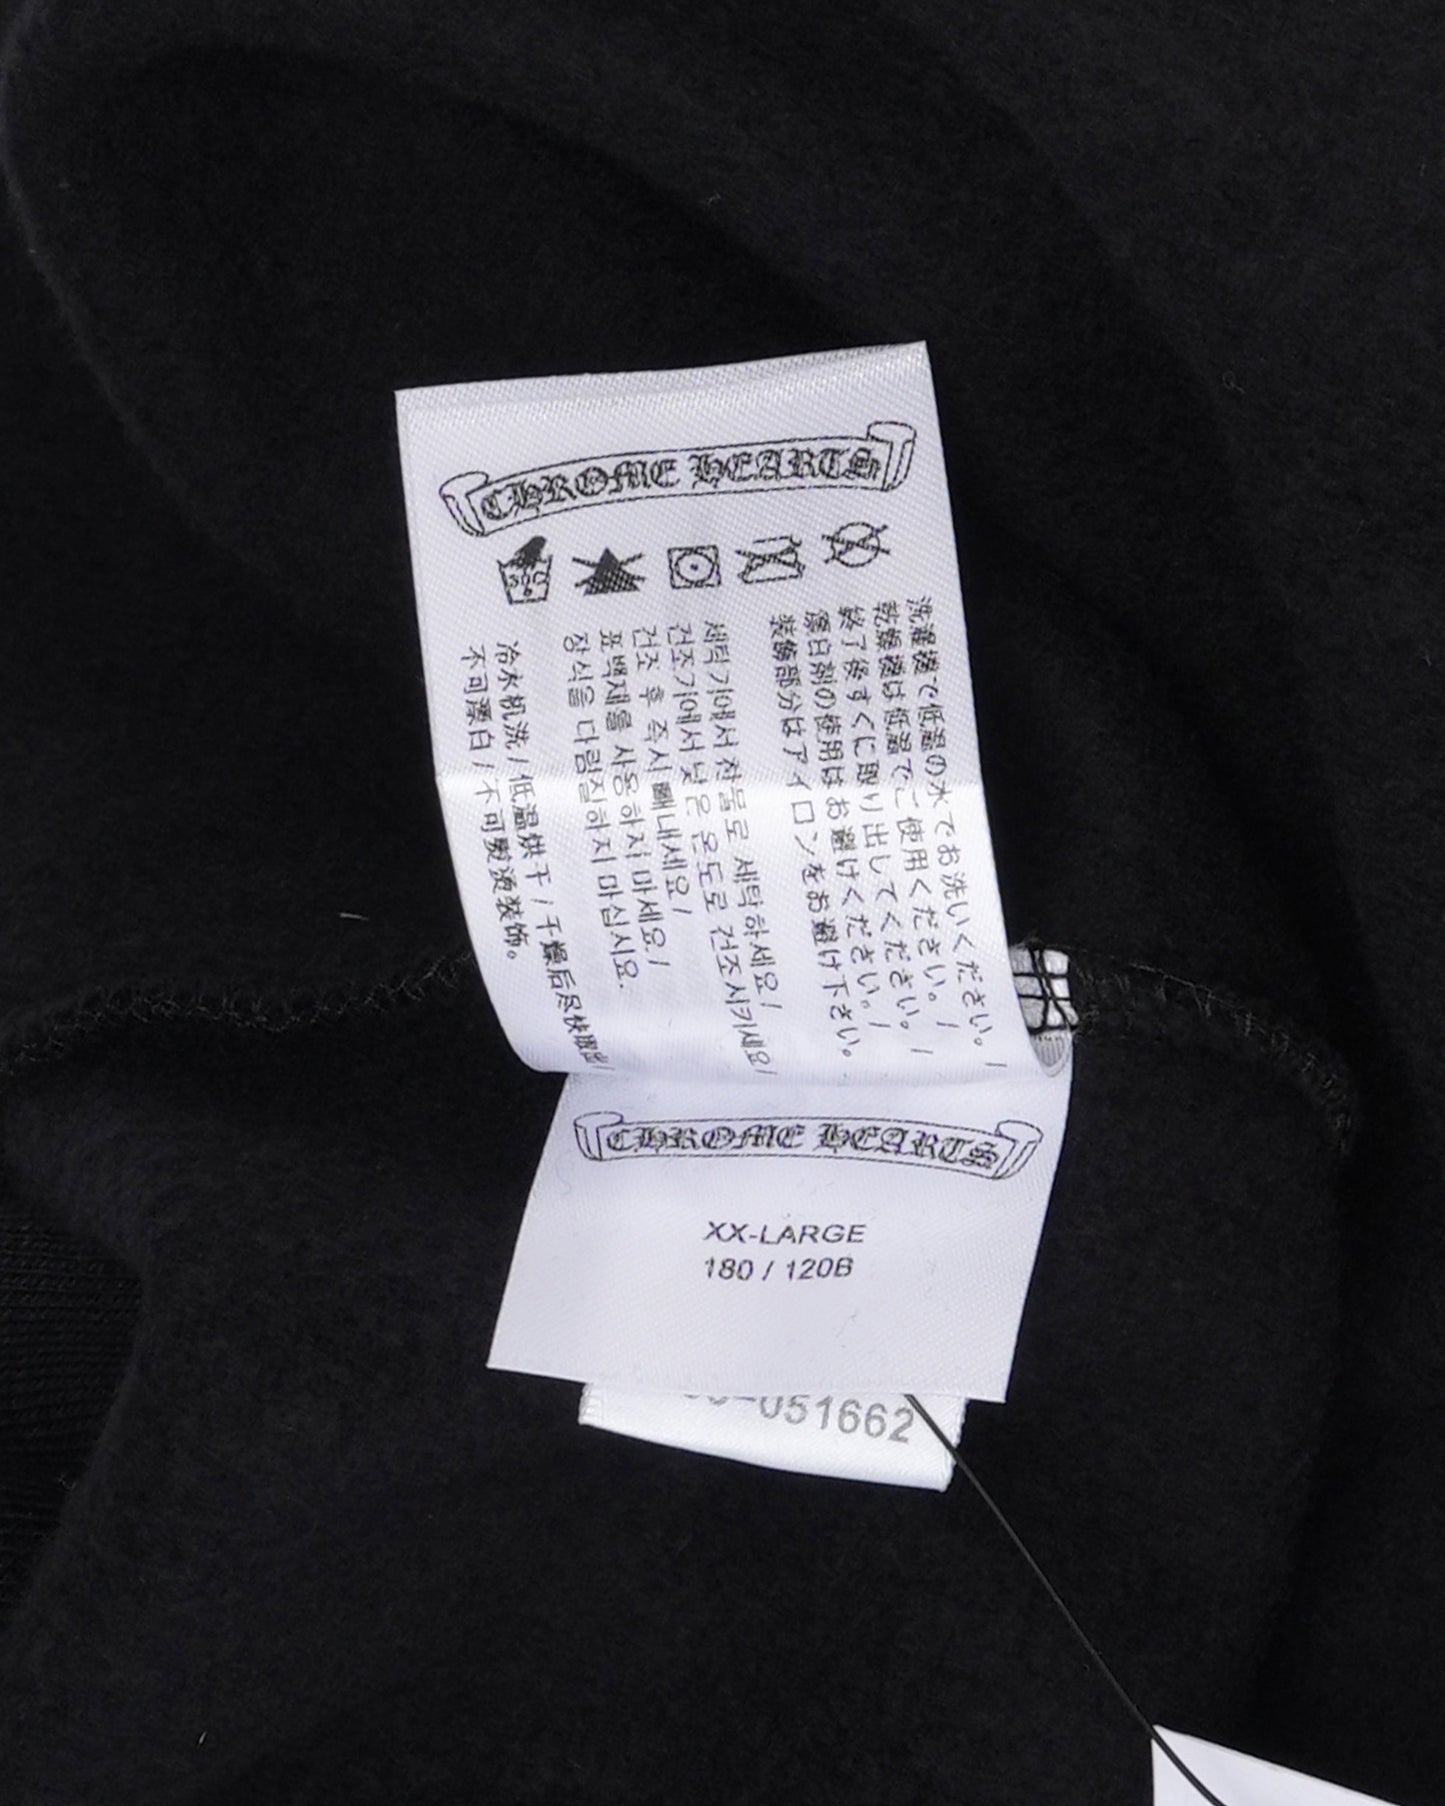 CHROME HEARTS
30C
洗濯機で低温の水でお洗いください。/
乾燥機は低温でご使用ください。/
終了後すぐに取り出してください。/
漂白剤の使用はお避けください。/
装飾部分はアイロンをお避け下さい。
세탁기에서 찬물로 세탁하세요/
건조기에서 낮은 온도로 건조시키세요/
건조 후 즉시 빼내세요/
표백제를 사용하지 마세요/
장식을 다림질하지 마십시요.
冷水机洗/低温烘干/干燥后尽快取出/
不可漂白/不可熨烫装饰。
CHROME HEARTS
XX-LARGE
180 / 120B
-051662